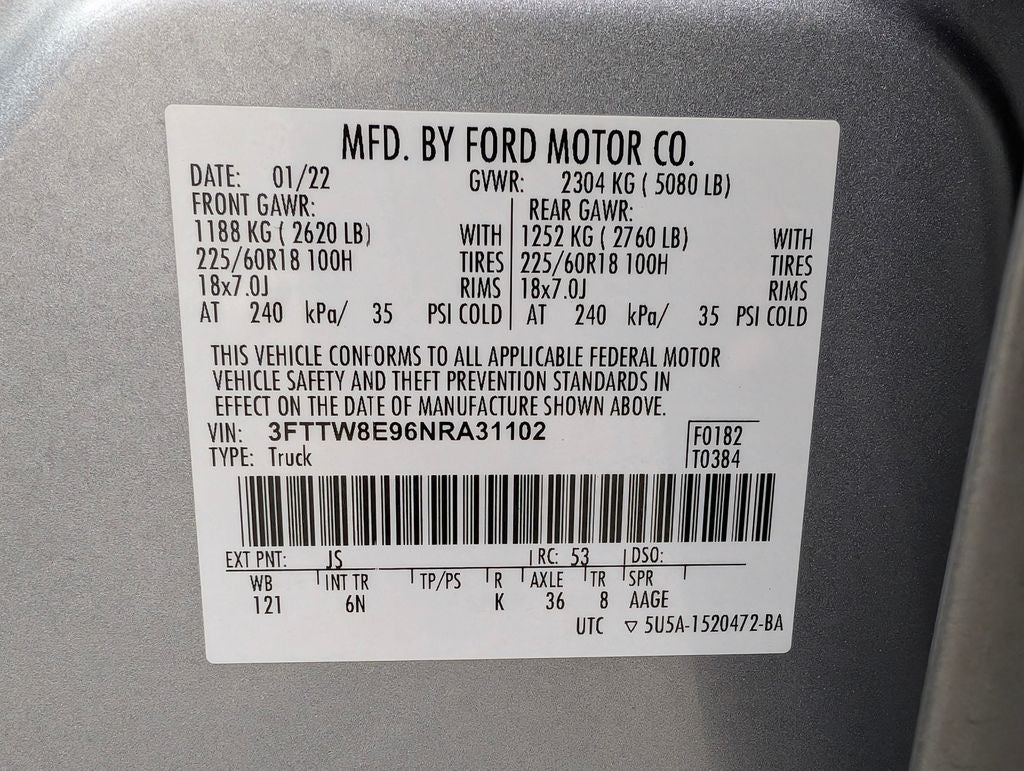 MFD. BY FORD MOTOR CO.
DATE: 01/22 GVWR: 2304 KG ( 5080 LB)
FRONT GAWR: REAR GAWR:
1188 KG ( 2620 LB) WITH 1252 KG ( 2760 LB) WITH
225/60R18 100H TIRES 225/60R18 100H TIRES
18x7.0J RIMS 18x7.0J RIMS
AT 240 kPa/ 35 PSI COLD AT 240 kPa/ 35 PSI COLD
THIS VEHICLE CONFORMS TO ALL APPLICABLE FEDERAL MOTOR
VEHICLE SAFETY AND THEFT PREVENTION STANDARDS IN
EFFECT ON THE DATE OF MANUFACTURE SHOWN ABOVE.
VIN: 3FTTW8E96NRA31102 F0182
TYPE: Truck T0384
EXT PNT: JS RC: 53 DSO:
WB INT TR TP/PS R AXLE TR SPR
121 6N K 36 8 AAGE
UTC ▽ 5U5A-1520472-BA